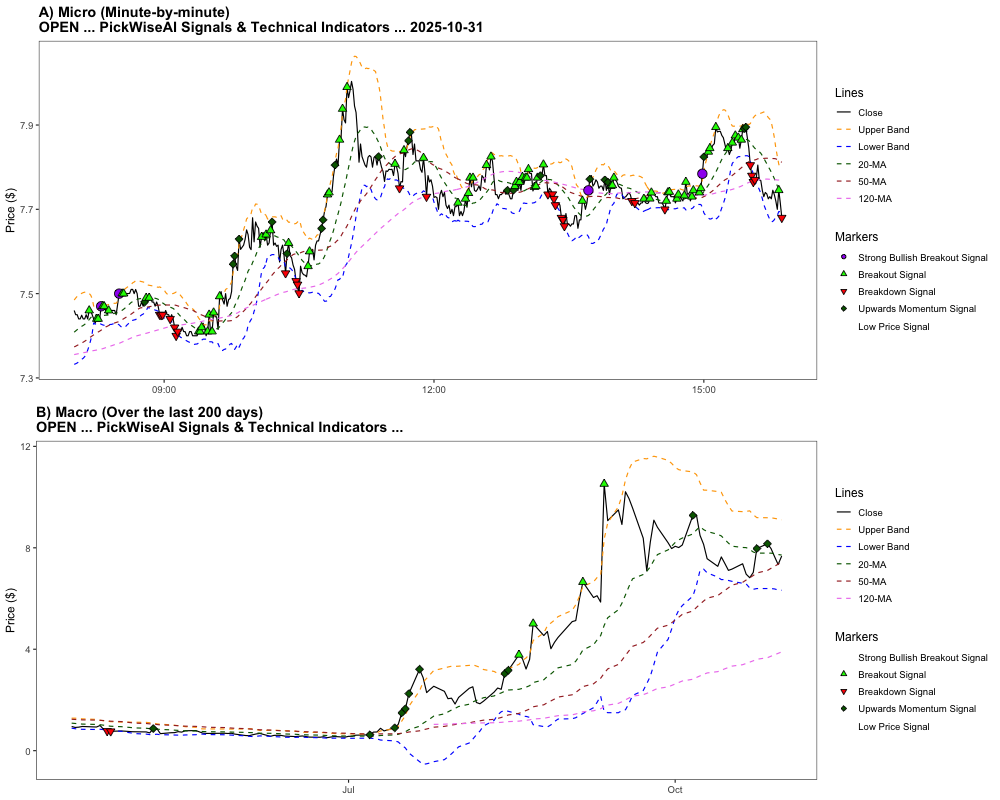 A) Micro (Minute-by-minute)
OPEN ... PickWiseAI Signals & Technical Indicators ... 2025-10-31
Price ($)
7.9
7.7
7.5
7.3
09:00
12:00
15:00
Lines
Close
Upper Band
Lower Band
20-MA
50-MA
120-MA
Markers
Strong Bullish Breakout Signal
Breakout Signal
Breakdown Signal
Upwards Momentum Signal
Low Price Signal
B) Macro (Over the last 200 days)
OPEN ... PickWiseAI Signals & Technical Indicators ...
Price ($)
12
8
4
0
Jul
Oct
Lines
Close
Upper Band
Lower Band
20-MA
50-MA
120-MA
Markers
Strong Bullish Breakout Signal
Breakout Signal
Breakdown Signal
Upwards Momentum Signal
Low Price Signal